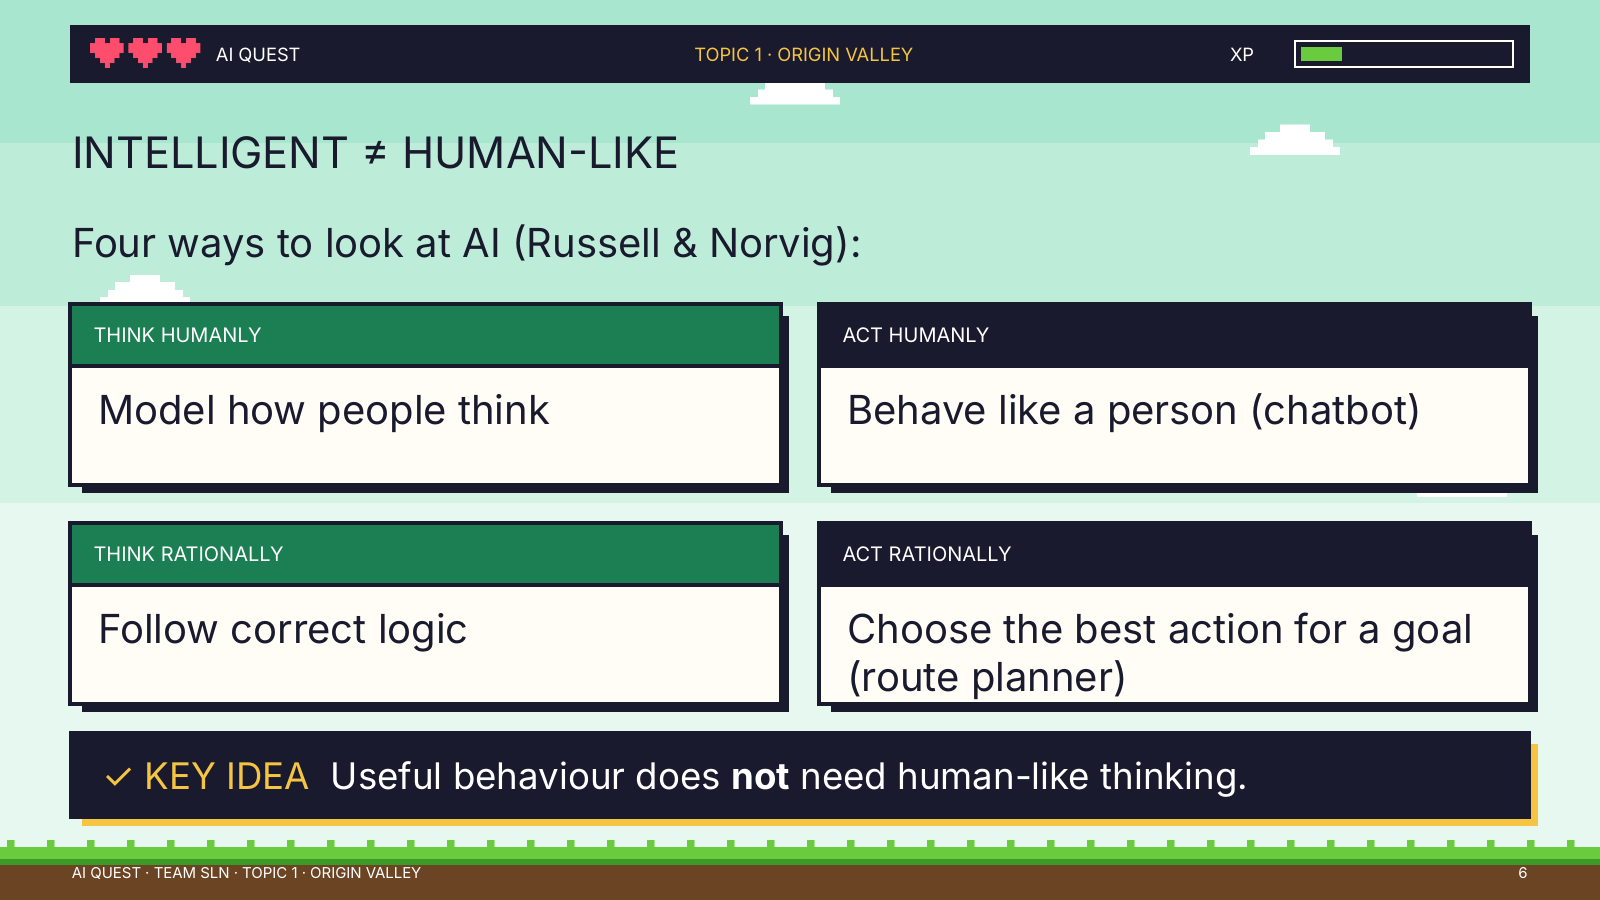 AI QUEST
TOPIC 1 · ORIGIN VALLEY
XP
INTELLIGENT ≠ HUMAN-LIKE
Four ways to look at AI (Russell & Norvig):
THINK HUMANLY
Model how people think
ACT HUMANLY
Behave like a person (chatbot)
THINK RATIONALLY
Follow correct logic
ACT RATIONALLY
Choose the best action for a goal
(route planner)
✓ KEY IDEA Useful behaviour does not need human-like thinking.
AI QUEST · TEAM SLN · TOPIC 1 · ORIGIN VALLEY
6